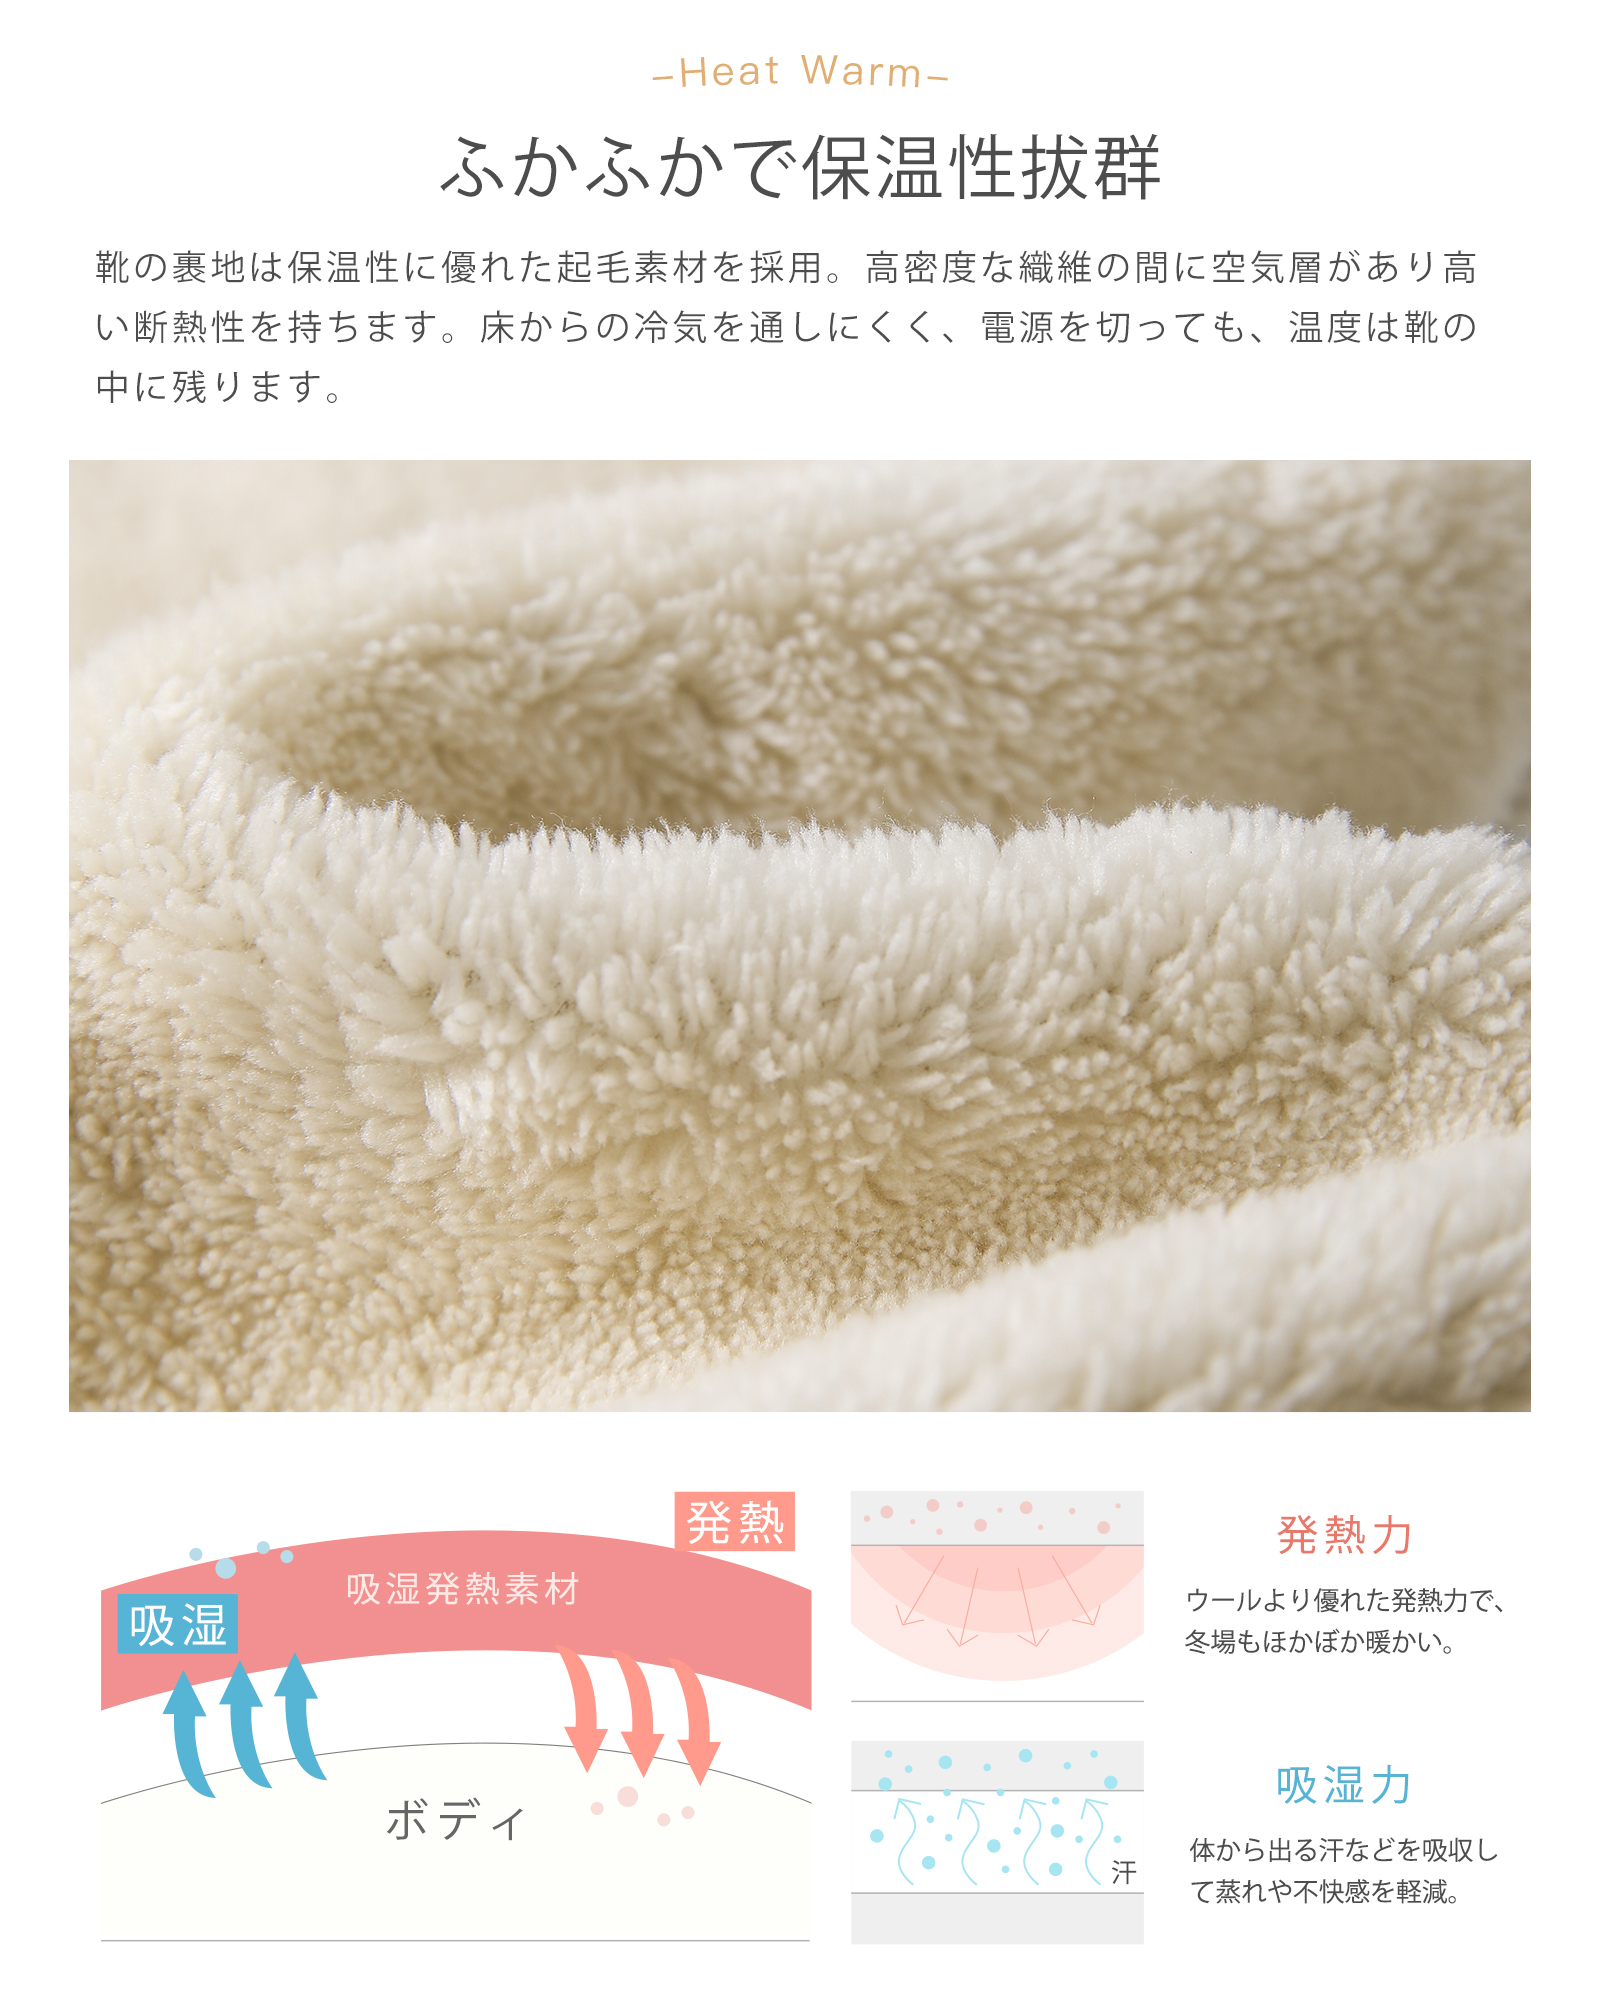 –Heat Warm–
ふかふかで保温性抜群
靴の裏地は保温性に優れた起毛素材を採用。高密度な繊維の間に空気層があり高
い断熱性を持ちます。床からの冷気を通しにくく、電源を切っても、温度は靴の
中に残ります。
発熱
吸湿発熱素材
吸湿
ボディ
発熱力
ウールより優れた発熱力で、
冬場もほかぽか暖かい。
吸湿力
体から出る汗などを吸収し
て蒸れや不快感を軽減。
汗